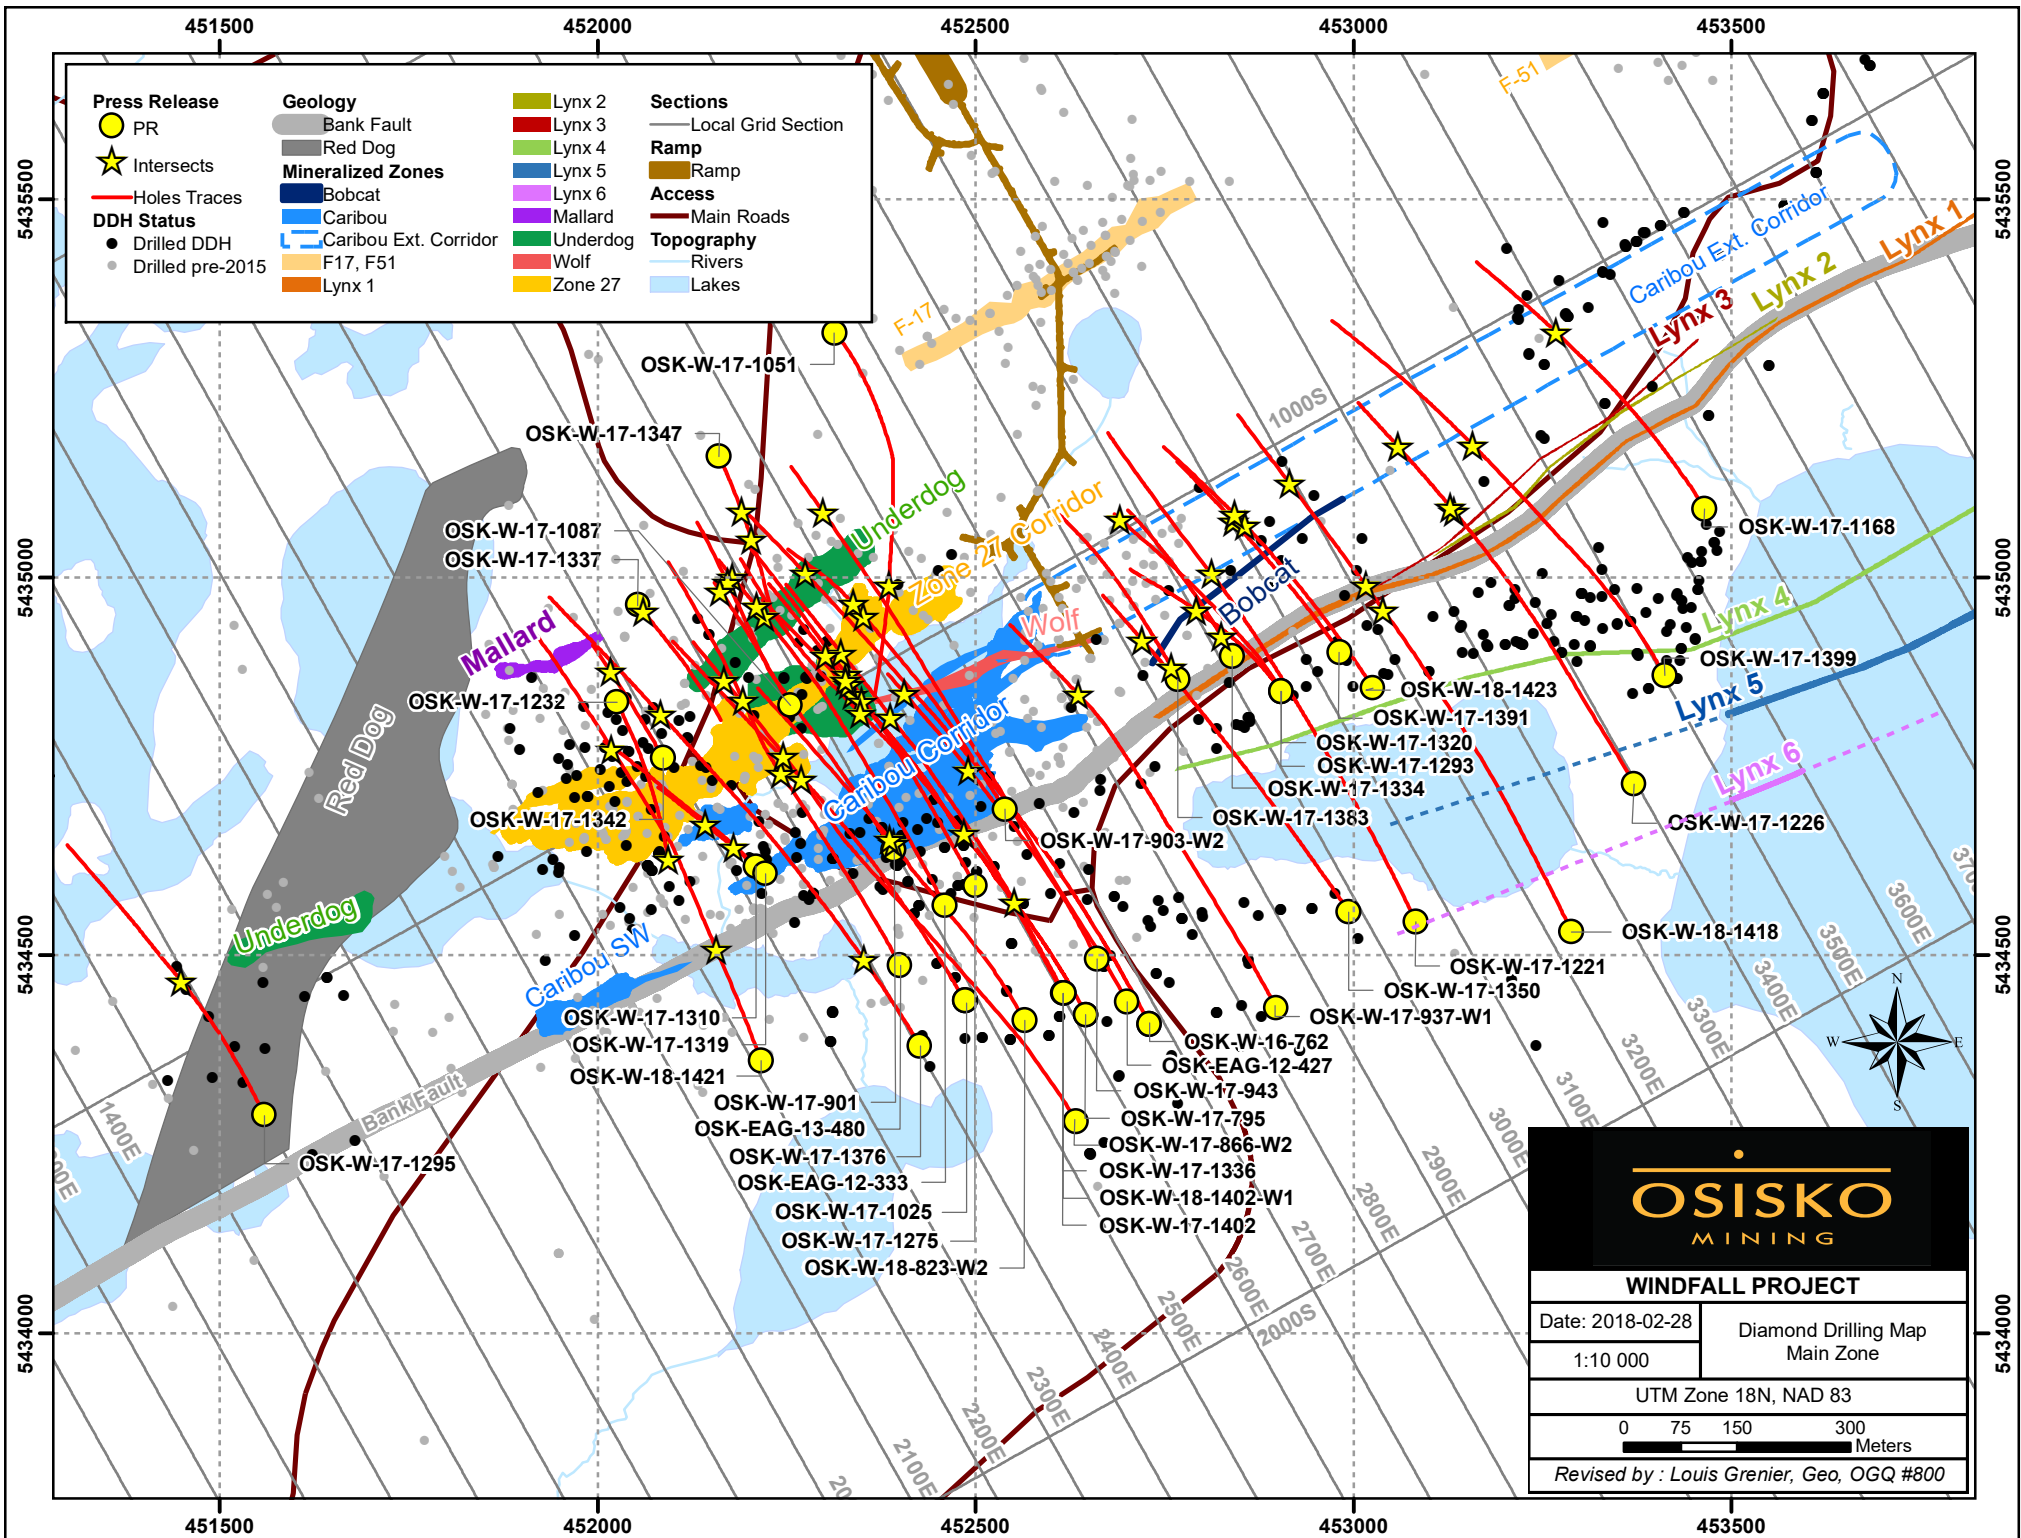 451500
452000
452500
453000
453500
Press Release
PR
Intersects
Holes Traces
DDH Status
Drilled DDH
Drilled pre-2015
Geology
Bank Fault
Red Dog
Mineralized Zones
Bobcat
Caribou
Caribou Ext. Corridor
F17, F51
Lynx 1
Lynx 2
Lynx 3
Lynx 4
Lynx 5
Lynx 6
Mallard
Underdog
Wolf
Zone 27
Sections
Local Grid Section
Ramp
Ramp
Access
Main Roads
Topography
Rivers
Lakes
F-51
5435500
5435500
Caribou Ext. Corridor
Lynx 1
Lynx 2
Lynx 3
F-17
OSK-W-17-1051
1000S
OSK-W-17-1347
Underdog
Zone 27 Corridor
OSK-W-17-1087
OSK-W-17-1337
OSK-W-17-1168
5435000
5435000
Bobcat
Wolf
Mallard
Lynx 4
OSK-W-17-1399
OSK-W-17-1232
OSK-W-18-1423
Lynx 5
OSK-W-17-1391
OSK-W-17-1320
OSK-W-17-1293
Red Dog
Caribou Corridor
OSK-W-17-1334
Lynx 6
OSK-W-17-1342
OSK-W-17-1383
OSK-W-17-1226
OSK-W-17-903-W2
Underdog
OSK-W-18-1418
5434500
5434500
Caribou SW
OSK-W-17-1221
OSK-W-17-1350
OSK-W-17-1310
OSK-W-17-937-W1
OSK-W-17-1319
OSK-W-16-762
OSK-W-18-1421
OSK-EAG-12-427
OSK-W-17-901
OSK-W-17-943
Bank Fault
OSK-EAG-13-480
OSK-W-17-795
OSK-W-17-1376
OSK-W-17-866-W2
OSK-W-17-1295
OSK-W-17-1336
OSK-EAG-12-333
OSK-W-18-1402-W1
OSK-W-17-1025
OSK-W-17-1402
OSK-W-17-1275
OSK-W-18-823-W2
N
W
E
S
1400E
2100E
2200E
2300E
2400E
2500E
2600E
2700E
2800E
2900E
3000E
3100E
3200E
3300E
3400E
3500E
3600E
2000S
5434000
5434000
OSISKO
MINING
WINDFALL PROJECT
Date: 2018-02-28
1:10 000
Diamond Drilling Map
Main Zone
UTM Zone 18N, NAD 83
0 75 150 300
Meters
Revised by : Louis Grenier, Geo, OGQ #800
451500
452000
452500
453000
453500